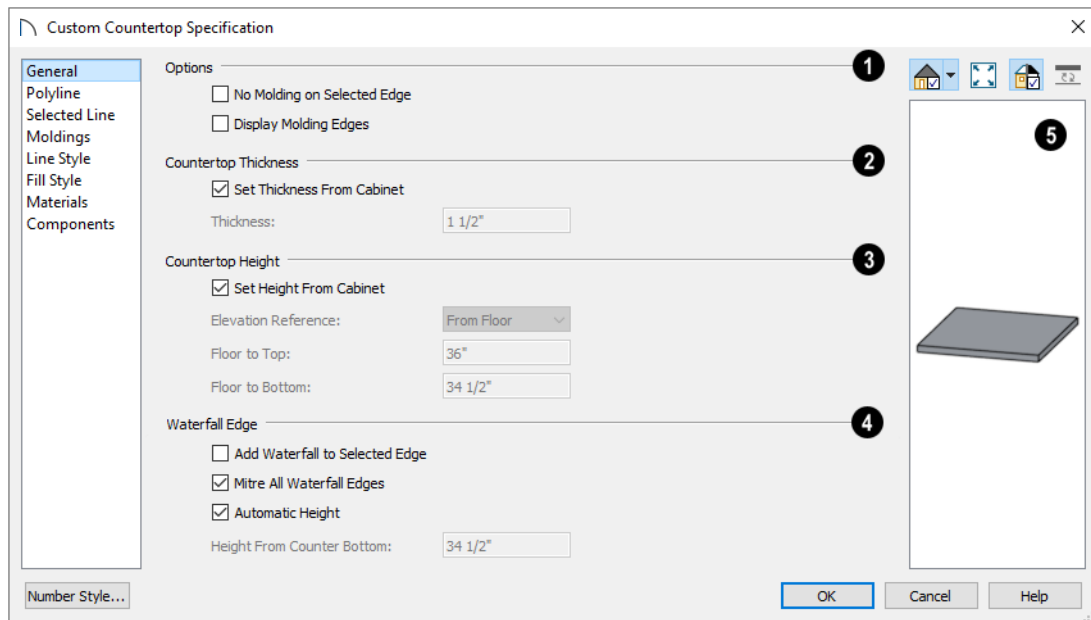 Custom Countertop Specification
General
Polyline
Selected Line
Moldings
Line Style
Fill Style
Materials
Components
Options
1
No Molding on Selected Edge
Display Molding Edges
Countertop Thickness
2
Set Thickness From Cabinet
Thickness: 1 1/2"
Countertop Height
3
Set Height From Cabinet
Elevation Reference: From Floor
Floor to Top: 36"
Floor to Bottom: 34 1/2"
Waterfall Edge
4
Add Waterfall to Selected Edge
Mitre All Waterfall Edges
Automatic Height
Height From Counter Bottom: 34 1/2"
5
Number Style...
OK
Cancel
Help